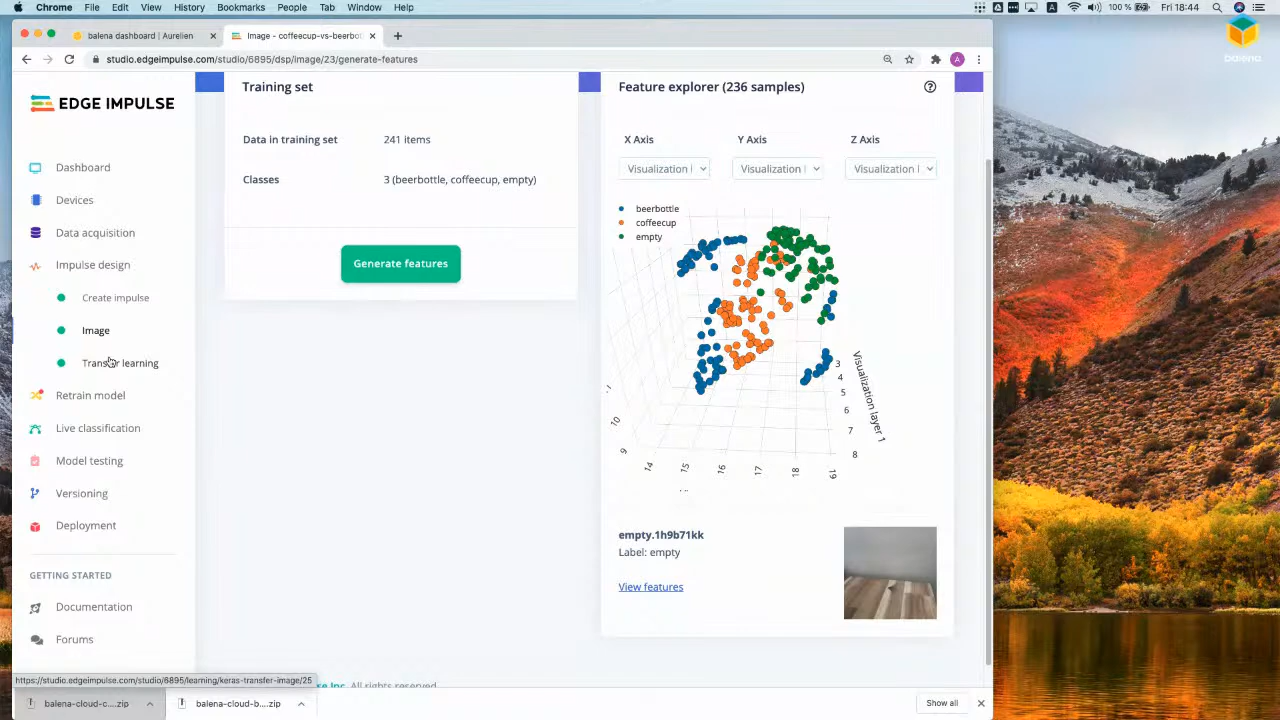 Chrome File Edit View History Bookmarks People Tab Window Help
100 % Fri 18:44
balena dashboard | Aurelien
Image - coffeecup-vs-beerbot
studio.edgeimpulse.com/studio/6895/dsp/image/23/generate-features
A
balena
EDGE IMPULSE
Dashboard
Devices
Data acquisition
Impulse design
Create impulse
Image
Transfer learning
Retrain model
Live classification
Model testing
Versioning
Deployment
GETTING STARTED
Documentation
Forums
Training set
Data in training set 241 items
Classes 3 (beerbottle, coffeecup, empty)
Generate features
Feature explorer (236 samples)
X Axis Y Axis Z Axis
Visualization Visualization Visualization
beerbottle
coffeecup
empty
Visualization layer 1
3
4
5
6
7
8
10
9
14 15 16 17 18 19
empty.1h9b71kk
Label: empty
View features
https://studio.edgeimpulse.com/studio/6895/learning/keras-transfer-image/25
Inc. All rights reserved
balena-cloud-c....zip
balena-cloud-b....zip
Show all